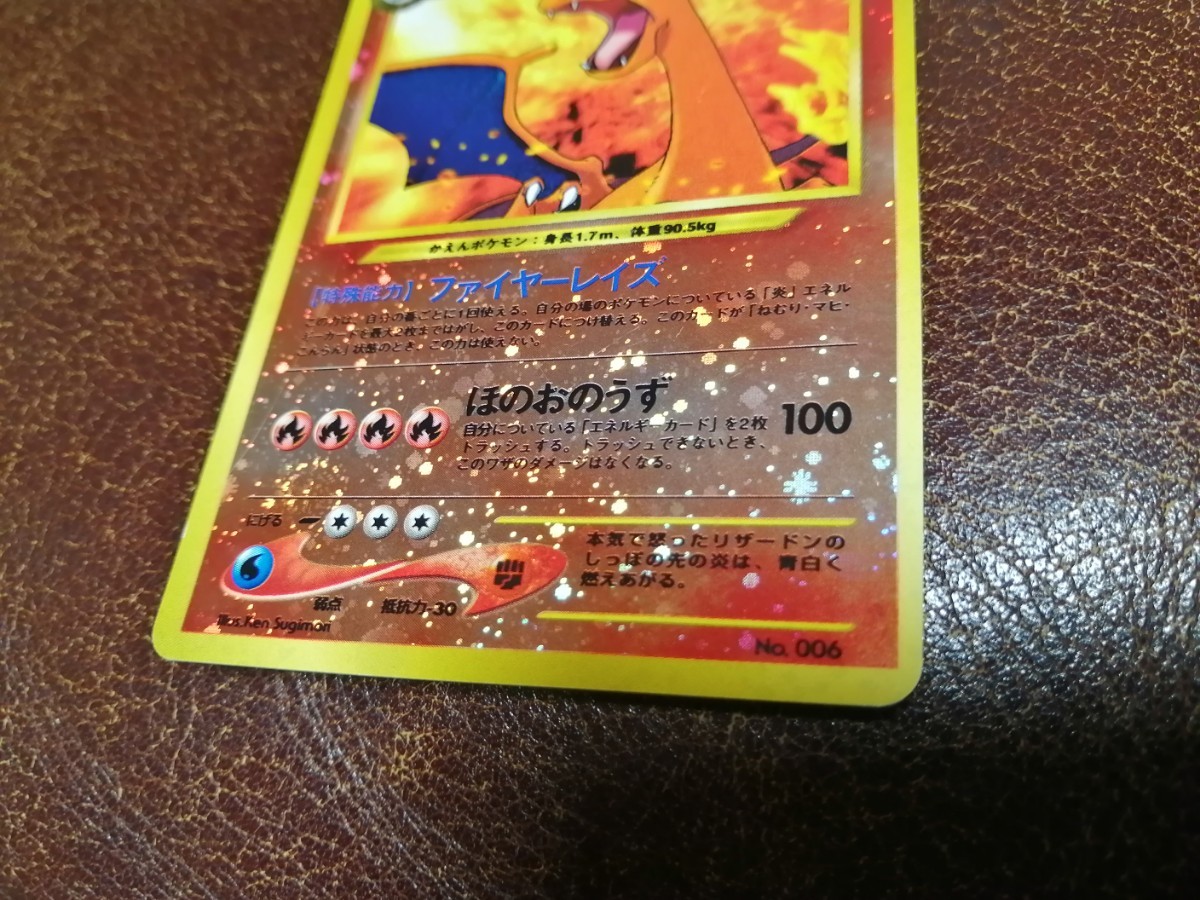 かえんポケモン：身長1.7m、体重90.5kg
【特殊能力】ファイヤーレイズ
この力は、自分の番ごとに1回使える。自分の場のポケモンについている「炎」エネル
ギーカードを最大2枚まではがし、このカードにつけ替える。このカードが「ねむり・マヒ・
こんらん」状態のとき、この力は使えない。
ほのおのうず 100
自分についている「エネルギーカード」を2枚
トラッシュする。トラッシュできないとき、
このワザのダメージはなくなる。
にげる
本気で怒ったリザードンの
しっぽの先の炎は、青白く
燃えあがる。
弱点 抵抗力-30
Illus.Ken Sugimori
No. 006